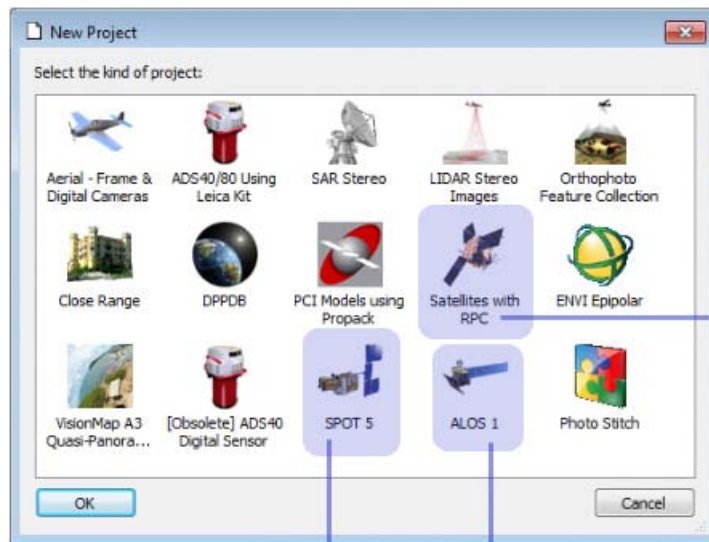 New Project
Select the kind of project:
Aerial - Frame &
Digital Cameras
ADS40/80 Using
Leica Kit
SAR Stereo
LIDAR Stereo
Images
Orthophoto
Feature Collection
Close Range
DPPDB
PCI Models using
Propack
Satellites with
RPC
ENVI Epipolar
VisionMap A3
Quasi-Panora...
[Obsolete] ADS40
Digital Sensor
SPOT 5
ALOS 1
Photo Stitch
OK
Cancel